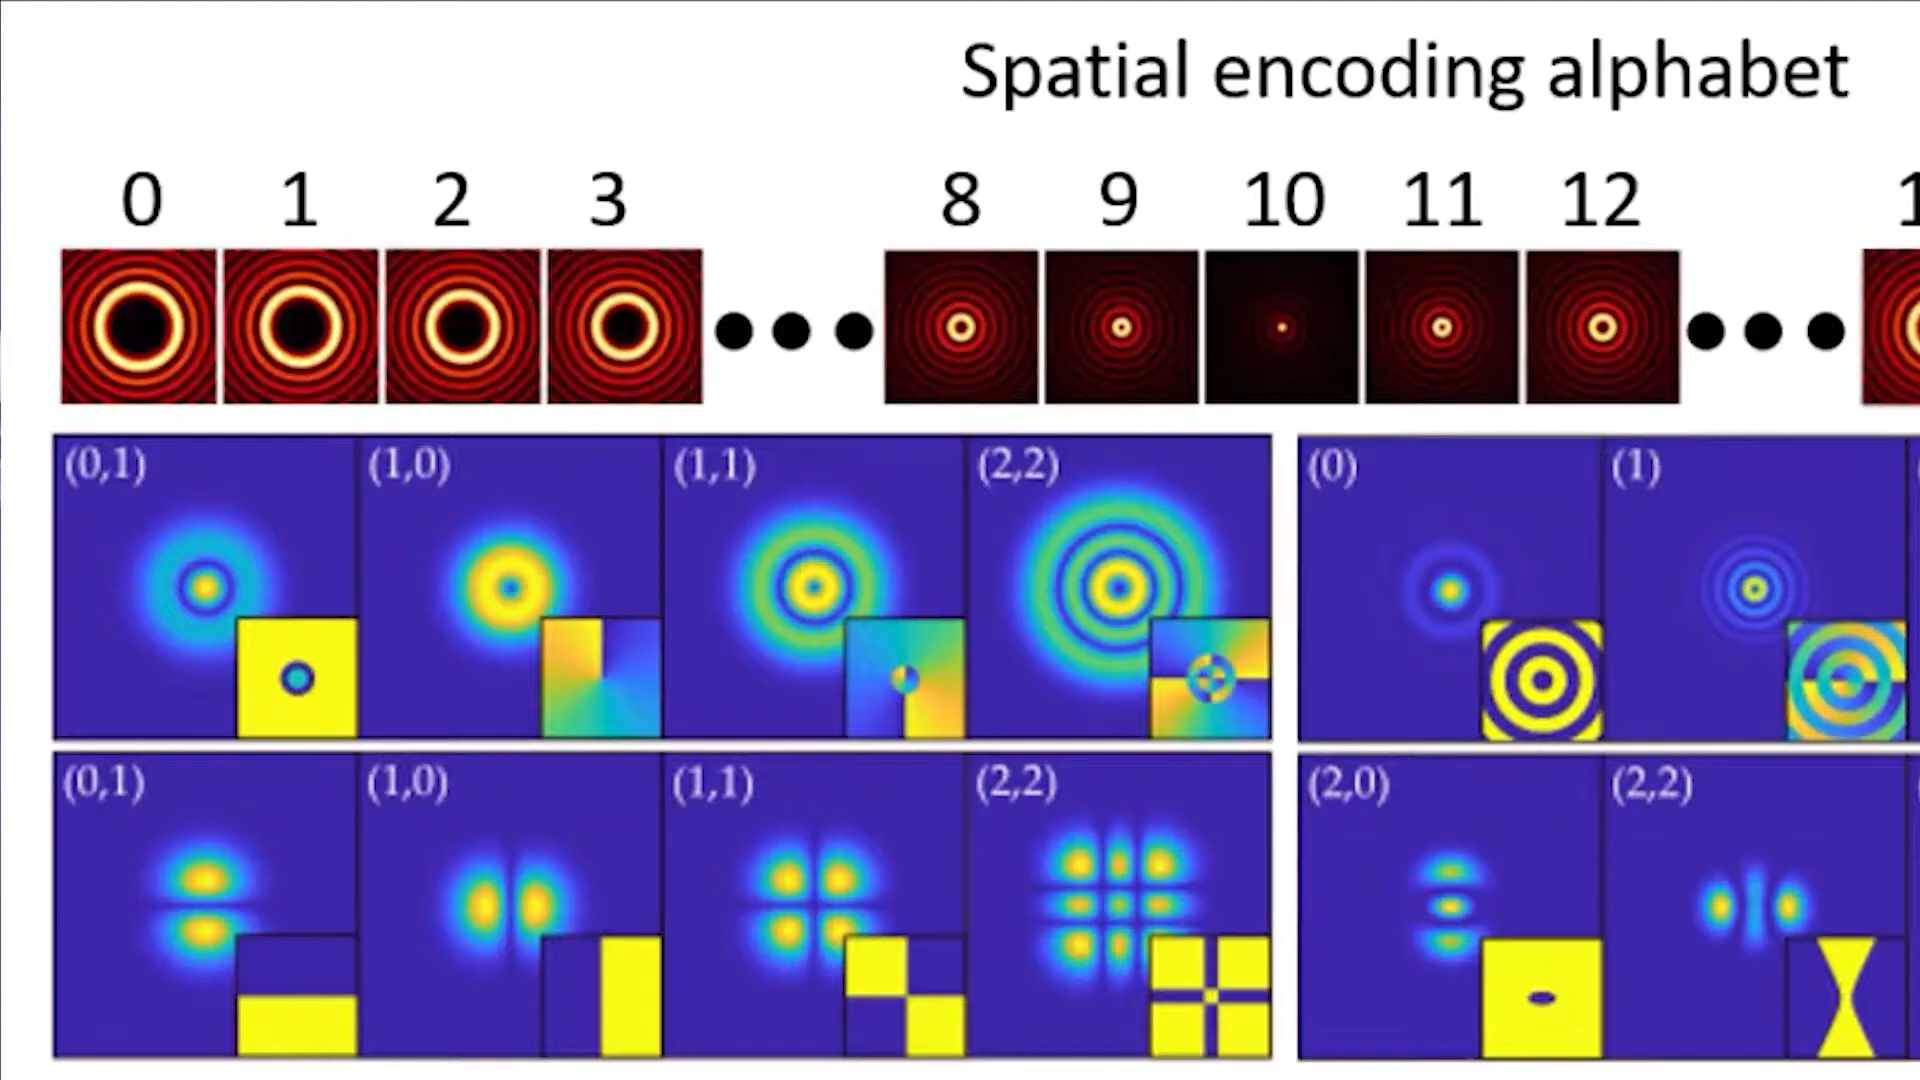 Spatial encoding alphabet
0 1 2 3 8 9 10 11 12 1
(0,1) (1,0) (1,1) (2,2) (0) (1)
(0,1) (1,0) (1,1) (2,2) (2,0) (2,2)